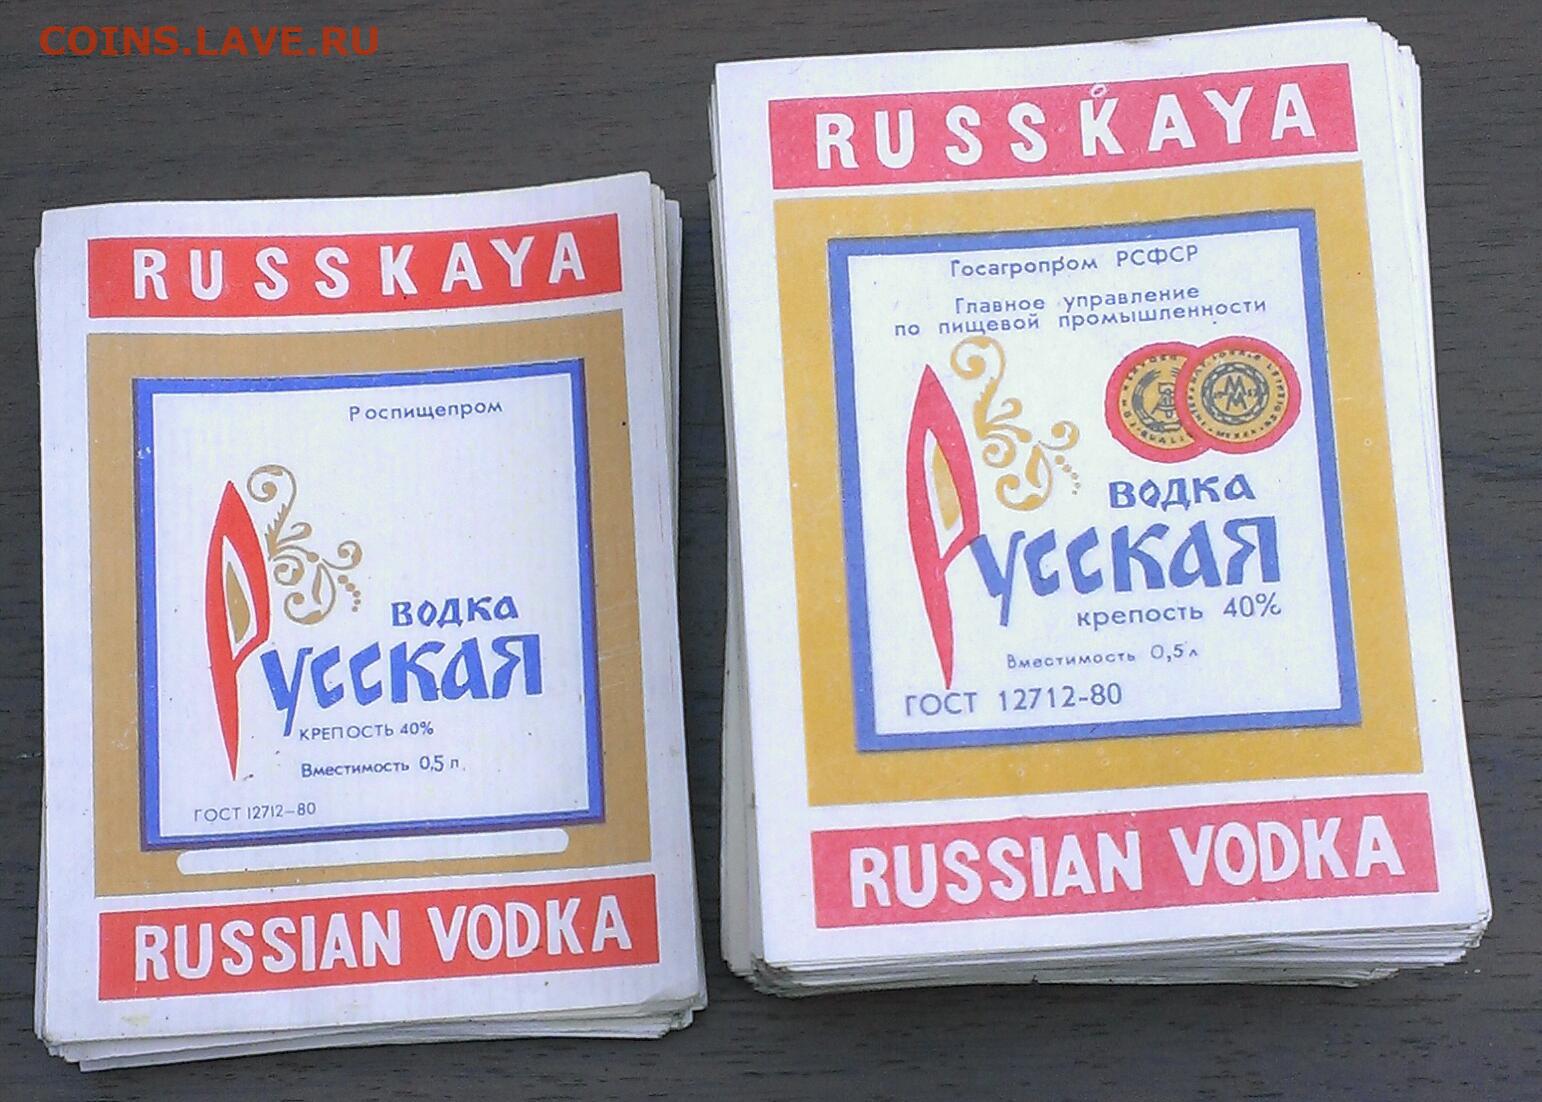 COINS.LAVE.RU
RUSSKAYA
Роспищепром
водка
Русская
КРЕПОСТЬ 40%
Вместимость 0,5 л.
ГОСТ 12712-80
RUSSIAN VODKA
RUSSKAYA
Госагропром РСФСР
Главное управление
по пищевой промышленности
водка
Русская
крепость 40%
Вместимость 0,5 л
ГОСТ 12712-80
RUSSIAN VODKA